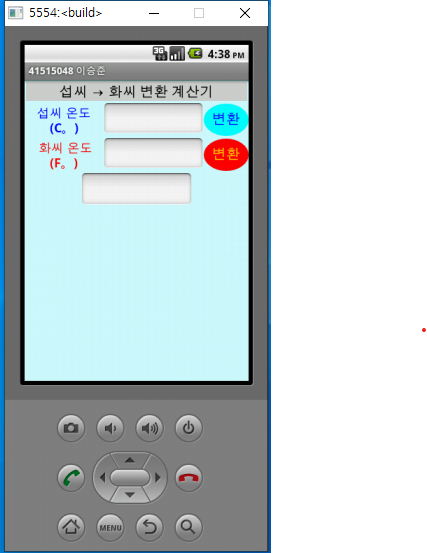 5554:<build>
3G
4:38 PM
41515048 이승준
섭씨 → 화씨 변환 계산기
섭씨 온도
(C。)
변환
화씨 온도
(F。)
변환
MENU